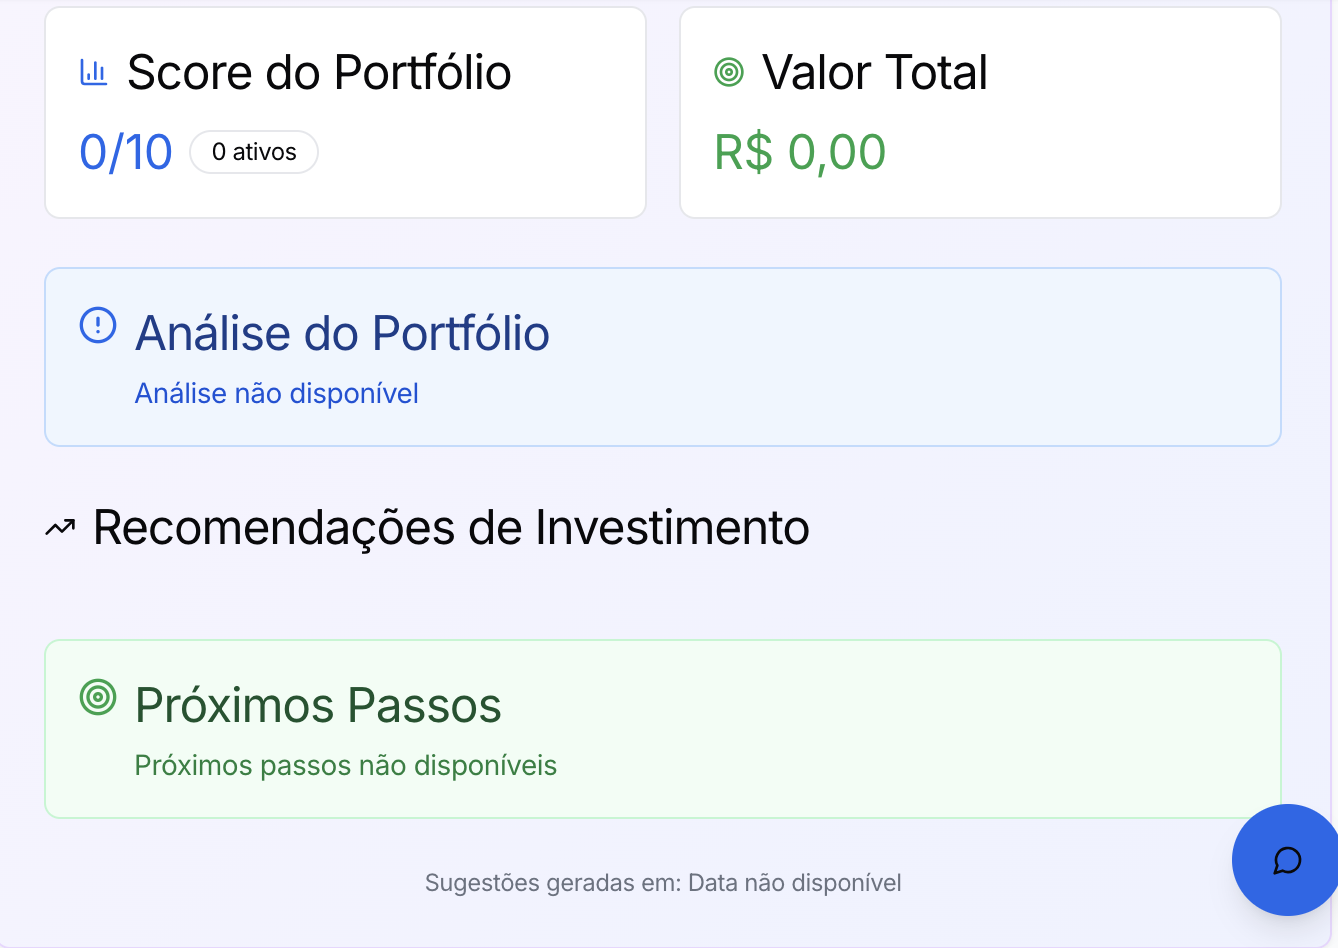 Score do Portfólio
0/10
0 ativos
Valor Total
R$ 0,00
Análise do Portfólio
Análise não disponível
Recomendações de Investimento
Próximos Passos
Próximos passos não disponíveis
Sugestões geradas em: Data não disponível